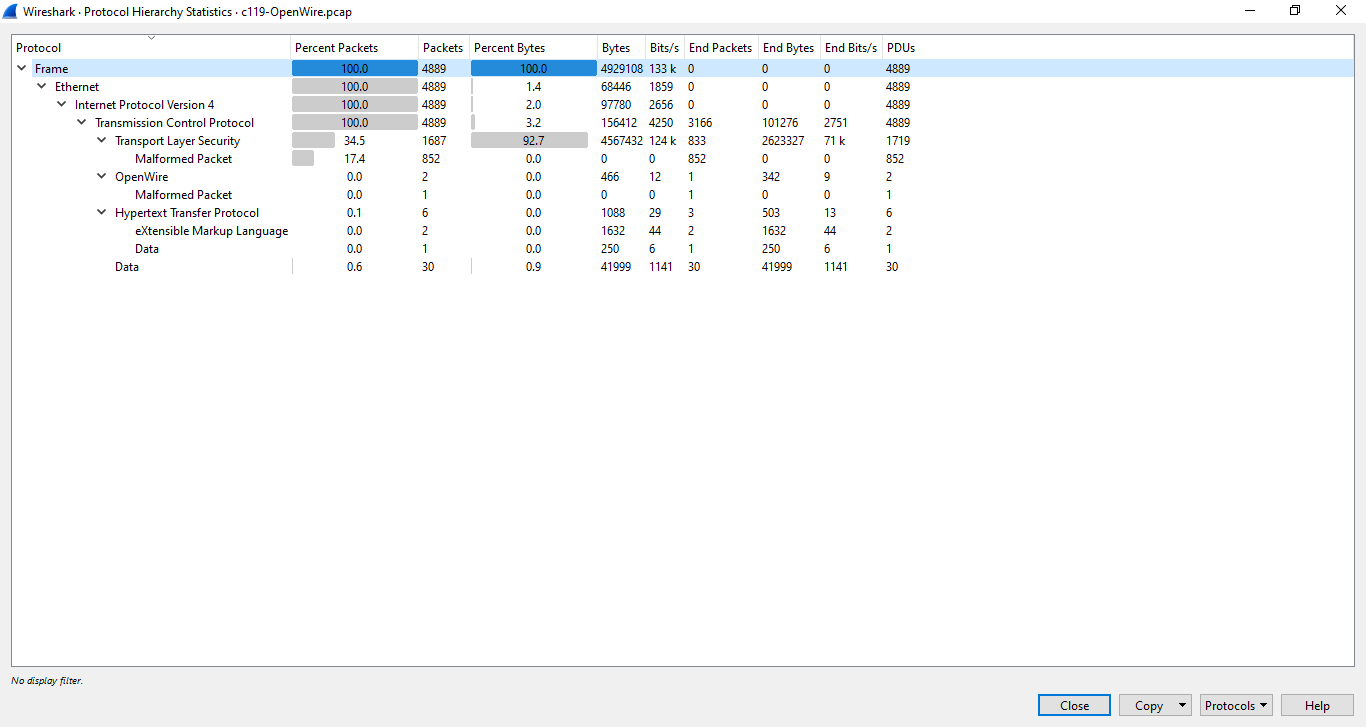 Wireshark · Protocol Hierarchy Statistics · c119-OpenWire.pcap
Protocol Percent Packets Packets Percent Bytes Bytes Bits/s End Packets End Bytes End Bits/s PDUs
Frame 100.0 4889 100.0 4929108 133 k 0 0 0 4889
Ethernet 100.0 4889 1.4 68446 1859 0 0 0 4889
Internet Protocol Version 4 100.0 4889 2.0 97780 2656 0 0 0 4889
Transmission Control Protocol 100.0 4889 3.2 156412 4250 3166 101276 2751 4889
Transport Layer Security 34.5 1687 92.7 4567432 124 k 833 2623327 71 k 1719
Malformed Packet 17.4 852 0.0 0 0 852 0 0 852
OpenWire 0.0 2 0.0 466 12 1 342 9 2
Malformed Packet 0.0 1 0.0 0 0 1 0 0 1
Hypertext Transfer Protocol 0.1 6 0.0 1088 29 3 503 13 6
eXtensible Markup Language 0.0 2 0.0 1632 44 2 1632 44 2
Data 0.0 1 0.0 250 6 1 250 6 1
Data 0.6 30 0.9 41999 1141 30 41999 1141 30
No display filter.
Close Copy Protocols Help